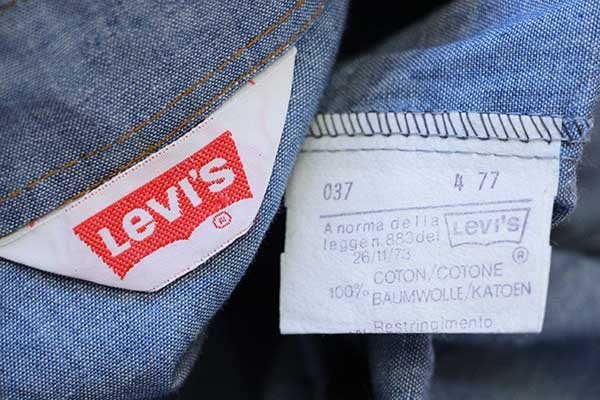 Levi's
®
037 4 77
A norma della
legge n. 883 del
26/11/73
Levi's
®
COTON/COTONE
100% BAUMWOLLE/KATOEN
Restringimento